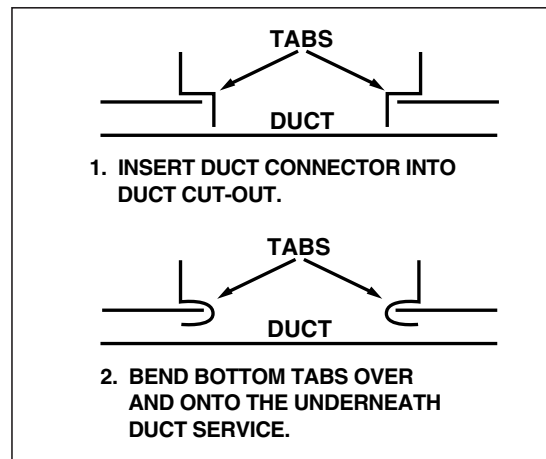 TABS
DUCT
1. INSERT DUCT CONNECTOR INTO
DUCT CUT-OUT.
TABS
DUCT
2. BEND BOTTOM TABS OVER
AND ONTO THE UNDERNEATH
DUCT SERVICE.